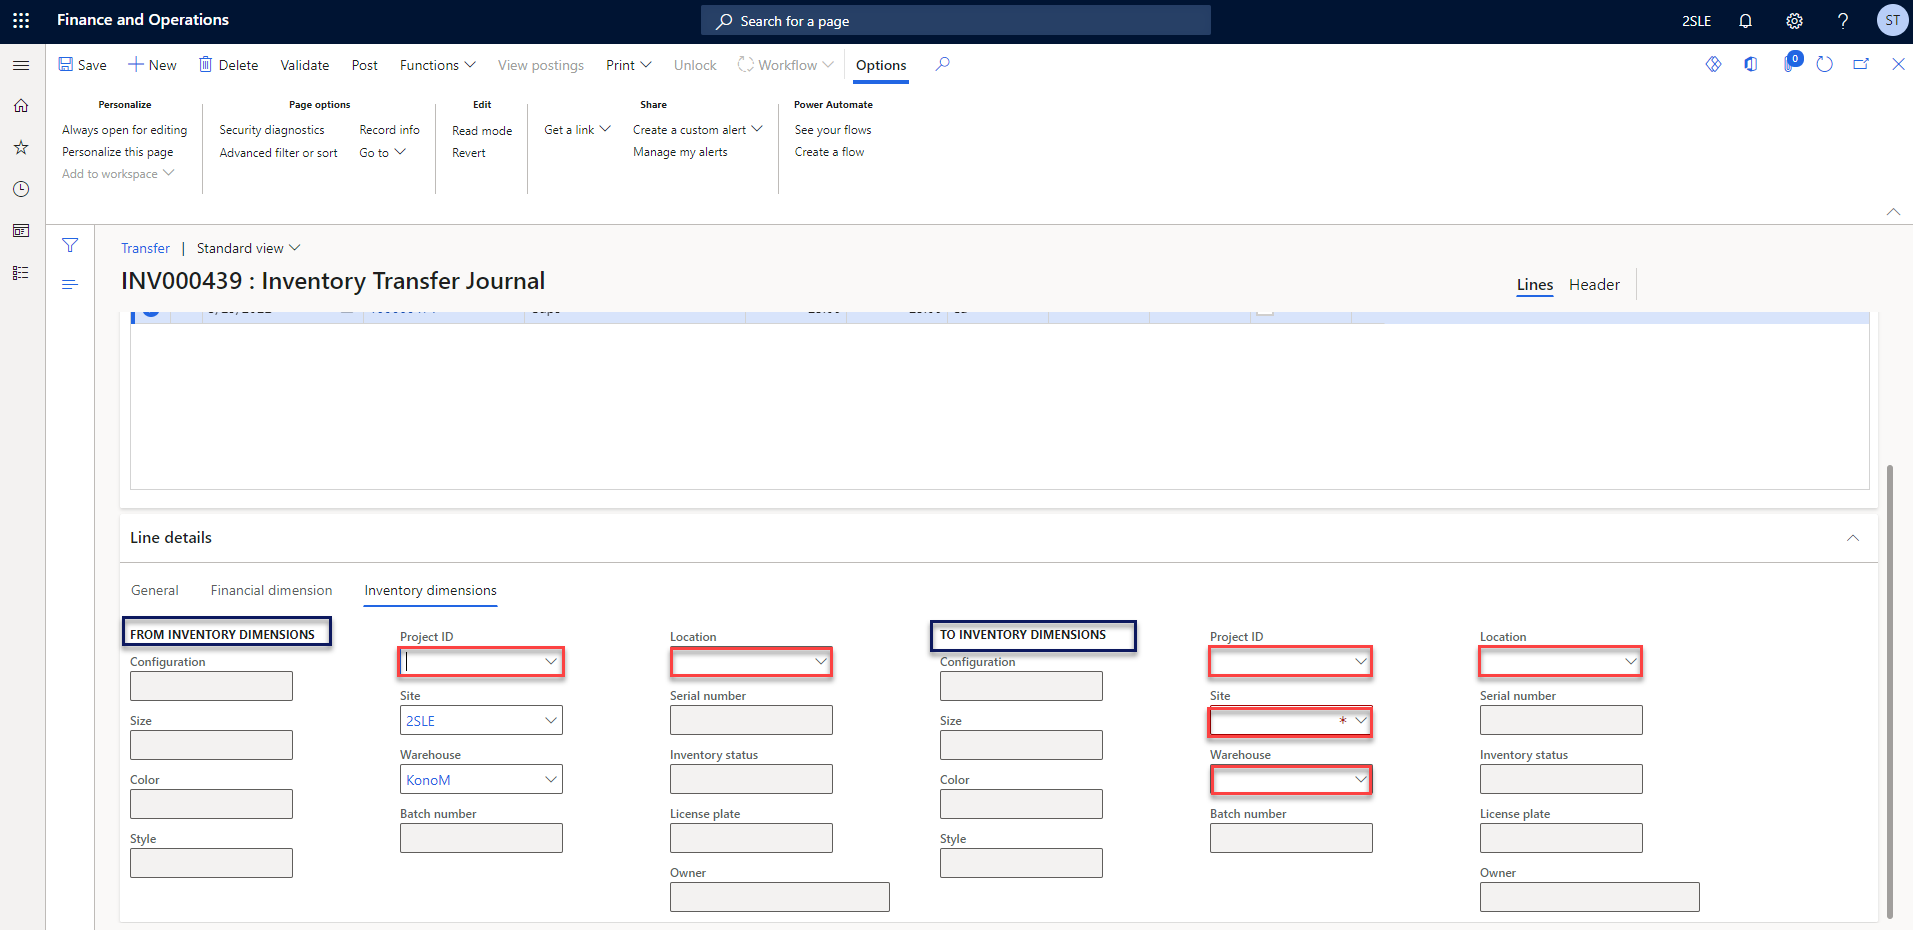 Finance and Operations
Search for a page
2SLE
ST
Save
New
Delete
Validate
Post
Functions
View postings
Print
Unlock
Workflow
Options
0
Personalize
Always open for editing
Personalize this page
Add to workspace
Page options
Security diagnostics
Advanced filter or sort
Record info
Go to
Edit
Read mode
Revert
Share
Get a link
Create a custom alert
Manage my alerts
Power Automate
See your flows
Create a flow
Transfer | Standard view
INV000439 : Inventory Transfer Journal
Lines
Header
Line details
General
Financial dimension
Inventory dimensions
FROM INVENTORY DIMENSIONS
Configuration
Size
Color
Style
Project ID
Site
2SLE
Warehouse
KonoM
Batch number
Location
Serial number
Inventory status
License plate
Owner
TO INVENTORY DIMENSIONS
Configuration
Size
Color
Style
Project ID
Site
*
Warehouse
Batch number
Location
Serial number
Inventory status
License plate
Owner